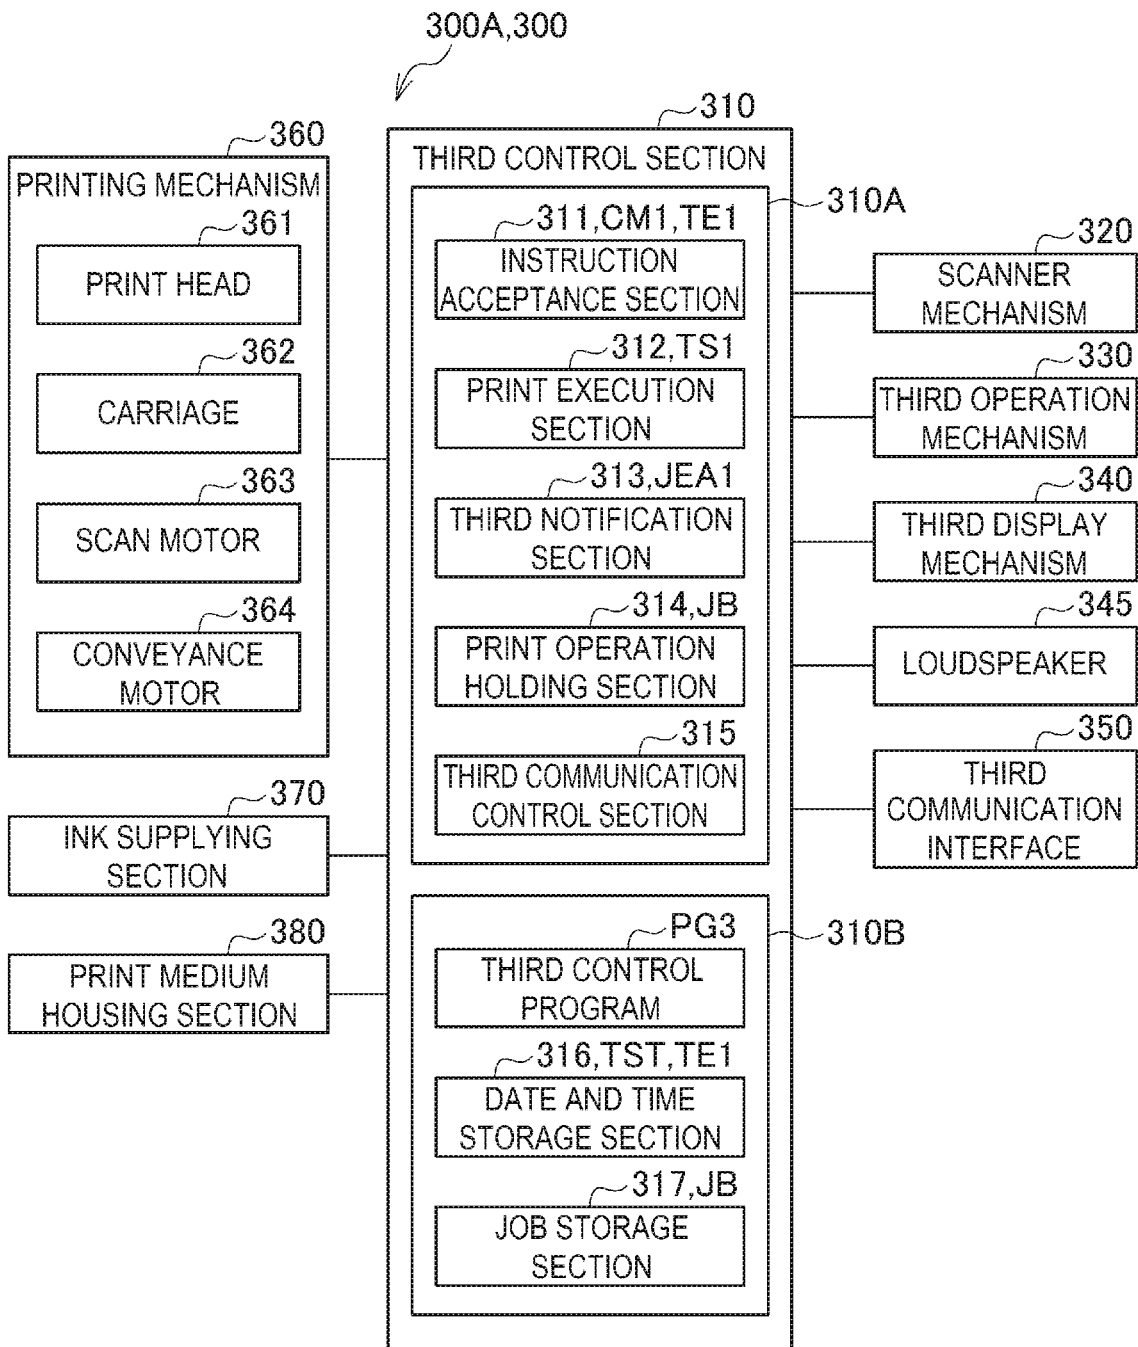 300A,300
360
PRINTING MECHANISM
361
PRINT HEAD
362
CARRIAGE
363
SCAN MOTOR
364
CONVEYANCE
MOTOR
370
INK SUPPLYING
SECTION
380
PRINT MEDIUM
HOUSING SECTION
310
THIRD CONTROL SECTION
310A
311,CM1,TE1
INSTRUCTION
ACCEPTANCE SECTION
312,TS1
PRINT EXECUTION
SECTION
313,JEA1
THIRD NOTIFICATION
SECTION
314,JB
PRINT OPERATION
HOLDING SECTION
315
THIRD COMMUNICATION
CONTROL SECTION
310B
PG3
THIRD CONTROL
PROGRAM
316,TST,TE1
DATE AND TIME
STORAGE SECTION
317,JB
JOB STORAGE
SECTION
320
SCANNER
MECHANISM
330
THIRD OPERATION
MECHANISM
340
THIRD DISPLAY
MECHANISM
345
LOUDSPEAKER
350
THIRD
COMMUNICATION
INTERFACE